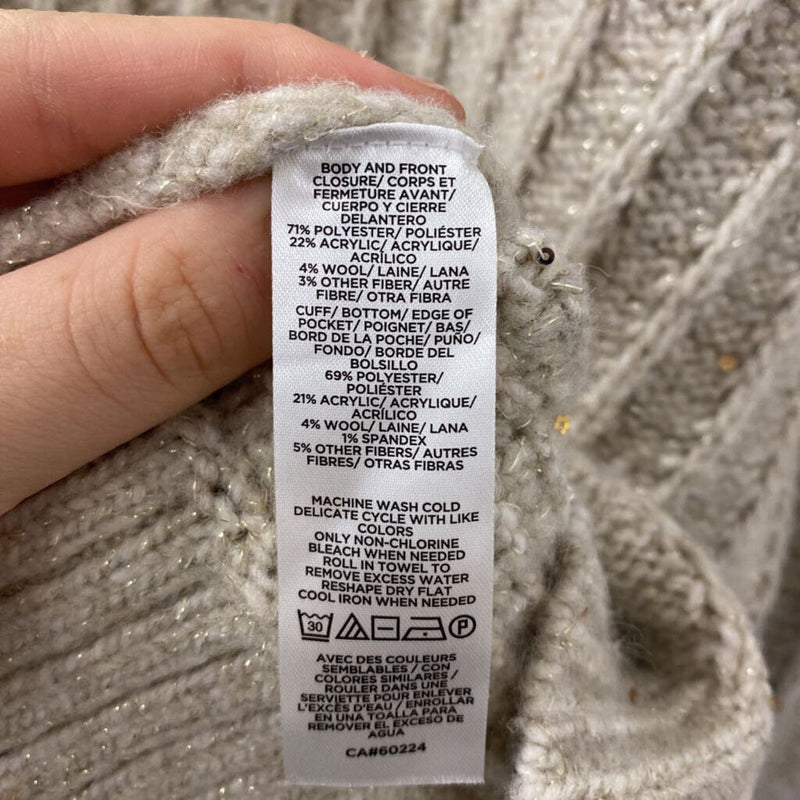 BODY AND FRONT
CLOSURE/ CORPS ET
FERMETURE AVANT/
CUERPO Y CIERRE
DELANTERO
71% POLYESTER/ POLIÉSTER
22% ACRYLIC/ ACRYLIQUE/
ACRÍLICO
4% WOOL/ LAINE/ LANA
3% OTHER FIBER/ AUTRE
FIBRE/ OTRA FIBRA
CUFF/ BOTTOM/ EDGE OF
POCKET/ POIGNET/ BAS/
BORD DE LA POCHE/ PUÑO/
FONDO/ BORDE DEL
BOLSILLO
69% POLYESTER/
POLIÉSTER
21% ACRYLIC/ ACRYLIQUE/
ACRÍLICO
4% WOOL/ LAINE/ LANA
1% SPANDEX
5% OTHER FIBERS/ AUTRES
FIBRES/ OTRAS FIBRAS
MACHINE WASH COLD
DELICATE CYCLE WITH LIKE
COLORS
ONLY NON-CHLORINE
BLEACH WHEN NEEDED
ROLL IN TOWEL TO
REMOVE EXCESS WATER
RESHAPE DRY FLAT
COOL IRON WHEN NEEDED
30 P
AVEC DES COULEURS
SEMBLABLES / CON
COLORES SIMILARES /
ROULER DANS UNE
SERVIETTE POUR ENLEVER
L'EXCÈS D'EAU / ENROLLAR
EN UNA TOALLA PARA
REMOVER EL EXCESO DE
AGUA
CA#60224